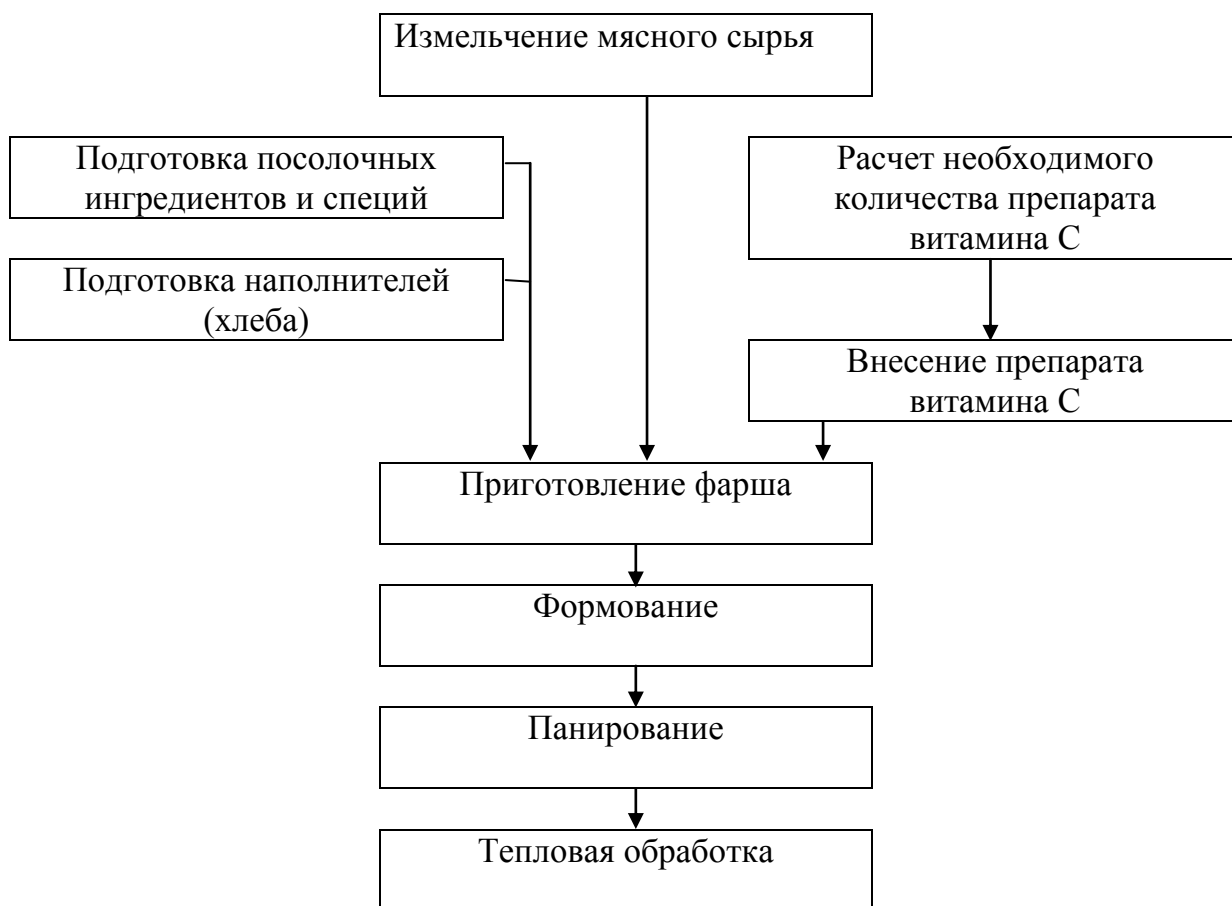 Измельчение мясного сырья
Подготовка посолочных
ингредиентов и специй
Расчет необходимого
количества препарата
витамина С
Подготовка наполнителей
(хлеба)
Внесение препарата
витамина С
Приготовление фарша
Формование
Панирование
Тепловая обработка